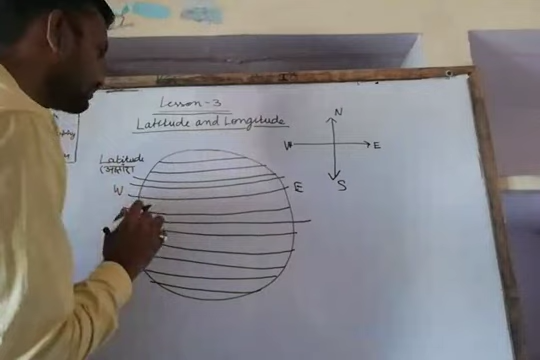 Lesson-3
Latitude and Longitude
N
W E
S
Latitude
(अक्षांश)
W E